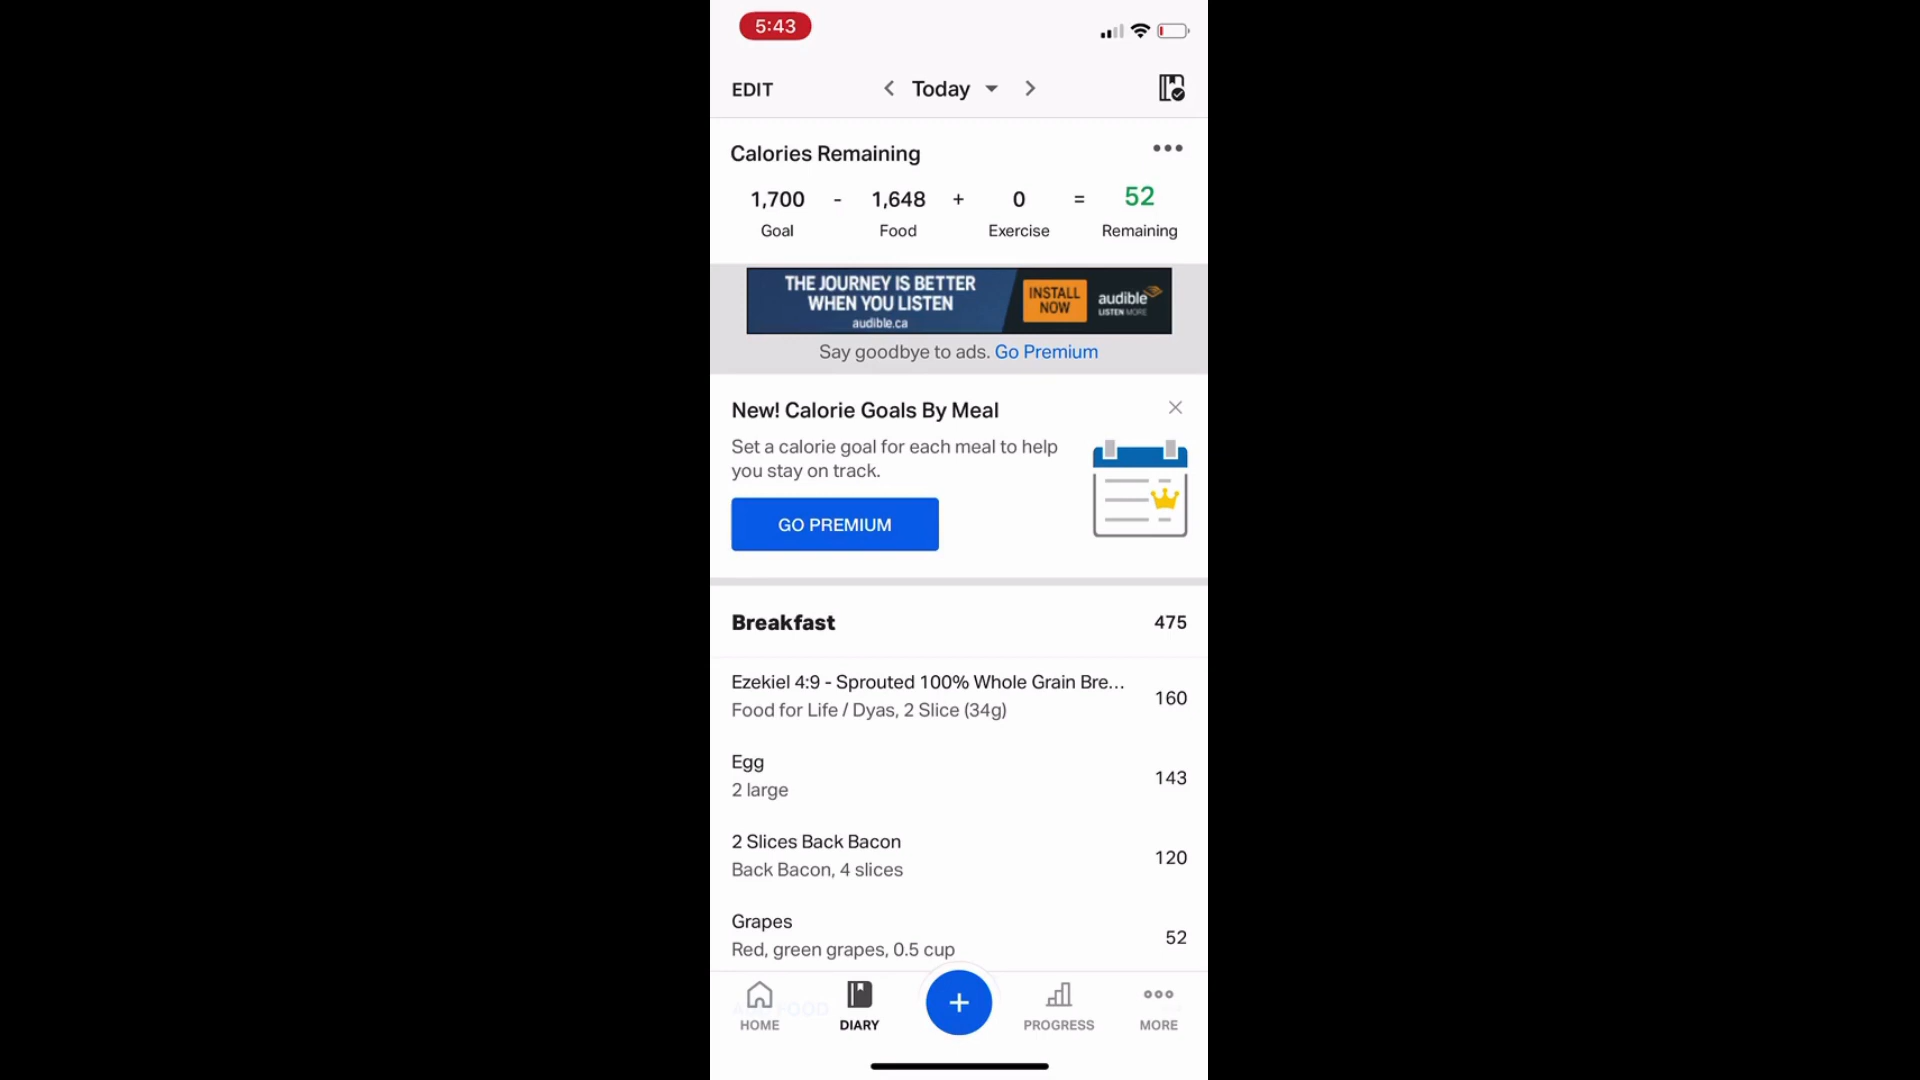 5:43
EDIT
Today
Calories Remaining
1,700 - 1,648 + 0 = 52
Goal Food Exercise Remaining
THE JOURNEY IS BETTER
WHEN YOU LISTEN
audible.ca
INSTALL
NOW
audible
LISTEN MORE
Say goodbye to ads. Go Premium
New! Calorie Goals By Meal
Set a calorie goal for each meal to help
you stay on track.
GO PREMIUM
Breakfast 475
Ezekiel 4:9 - Sprouted 100% Whole Grain Bre...
Food for Life / Dyas, 2 Slice (34g)
160
Egg
2 large
143
2 Slices Back Bacon
Back Bacon, 4 slices
120
Grapes
Red, green grapes, 0.5 cup
52
ADD FOOD
HOME DIARY + PROGRESS MORE